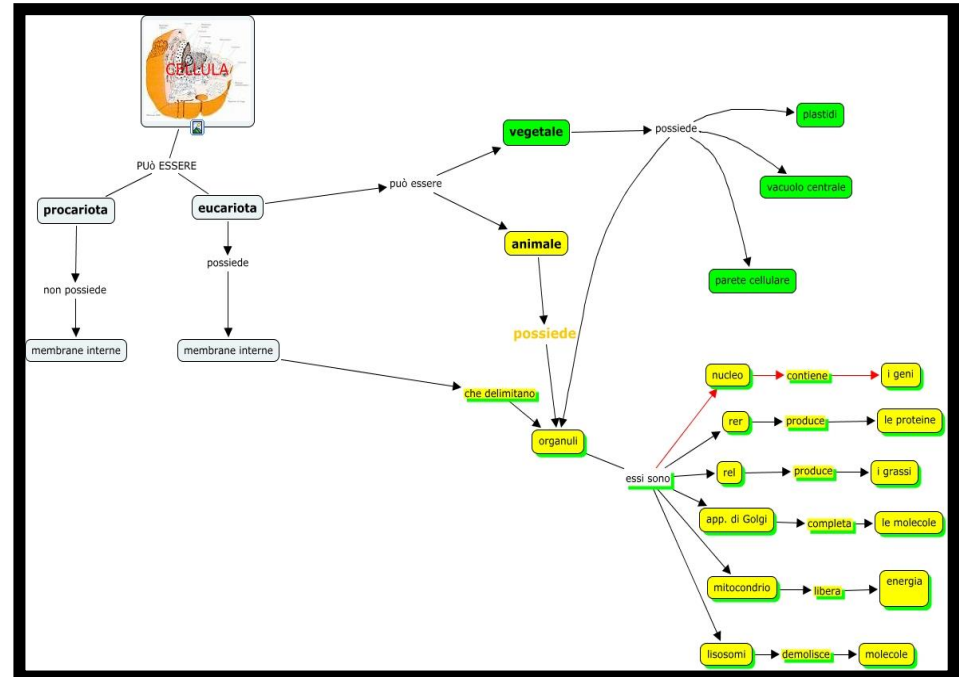 CELLULA
PUò ESSERE
procariota
eucariota
non possiede
possiede
membrane interne
membrane interne
può essere
vegetale
animale
possiede
plastidi
vacuolo centrale
parete cellulare
possiede
che delimitano
organuli
essi sono
nucleo contiene i geni
rer produce le proteine
rel produce i grassi
app. di Golgi completa le molecole
mitocondrio libera energia
lisosomi demolisce molecole